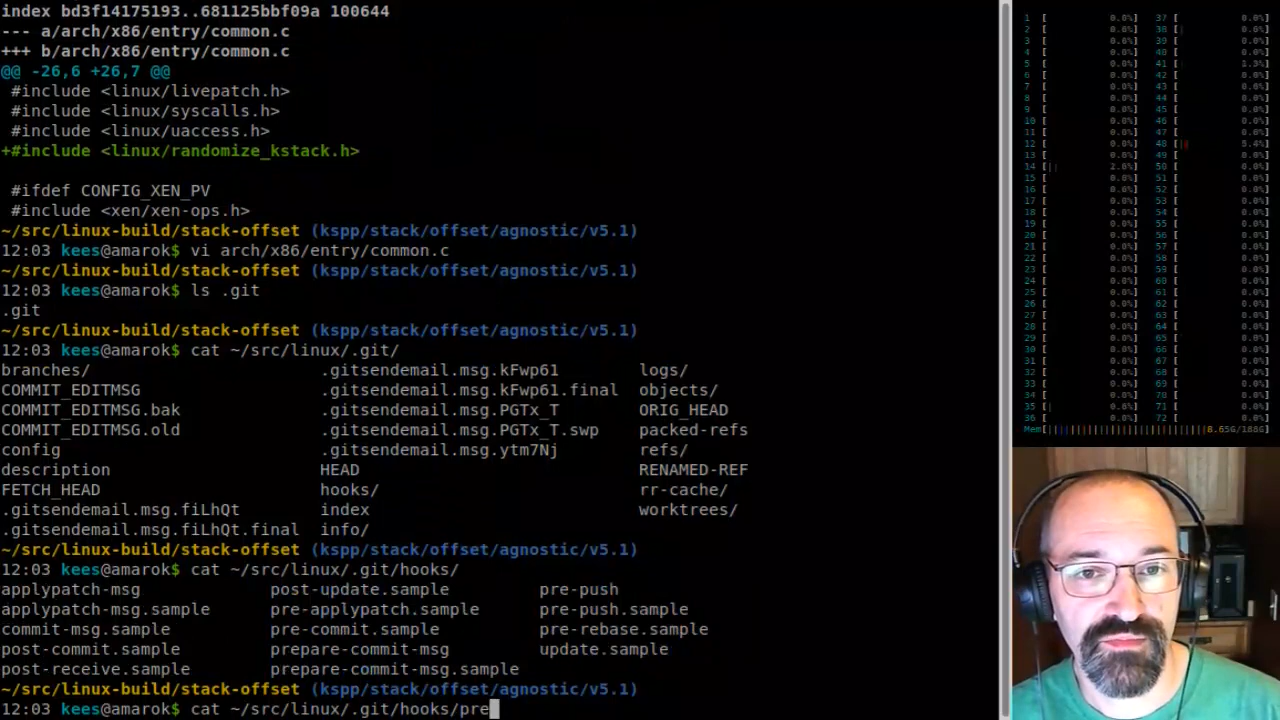 index bd3f14175193..681125bbf09a 100644
--- a/arch/x86/entry/common.c
+++ b/arch/x86/entry/common.c
@@ -26,6 +26,7 @@
 #include <linux/livepatch.h>
 #include <linux/syscalls.h>
 #include <linux/uaccess.h>
+#include <linux/randomize_kstack.h>
 #ifdef CONFIG_XEN_PV
 #include <xen/xen-ops.h>
~/src/linux-build/stack-offset (kspp/stack/offset/agnostic/v5.1)
12:03 kees@amarok$ vi arch/x86/entry/common.c
~/src/linux-build/stack-offset (kspp/stack/offset/agnostic/v5.1)
12:03 kees@amarok$ ls .git
.git
~/src/linux-build/stack-offset (kspp/stack/offset/agnostic/v5.1)
12:03 kees@amarok$ cat ~/src/linux/.git/
branches/ .gitsendemail.msg.kFwp61 logs/
COMMIT_EDITMSG .gitsendemail.msg.kFwp61.final objects/
COMMIT_EDITMSG.bak .gitsendemail.msg.PGTx_T ORIG_HEAD
COMMIT_EDITMSG.old .gitsendemail.msg.PGTx_T.swp packed-refs
config .gitsendemail.msg.ytm7Nj refs/
description HEAD RENAMED-REF
FETCH_HEAD hooks/ rr-cache/
.gitsendemail.msg.fiLhQt index worktrees/
.gitsendemail.msg.fiLhQt.final info/
~/src/linux-build/stack-offset (kspp/stack/offset/agnostic/v5.1)
12:03 kees@amarok$ cat ~/src/linux/.git/hooks/
applypatch-msg post-update.sample pre-push
applypatch-msg.sample pre-applypatch.sample pre-push.sample
commit-msg.sample pre-commit.sample pre-rebase.sample
post-commit.sample prepare-commit-msg update.sample
post-receive.sample prepare-commit-msg.sample
~/src/linux-build/stack-offset (kspp/stack/offset/agnostic/v5.1)
12:03 kees@amarok$ cat ~/src/linux/.git/hooks/pre